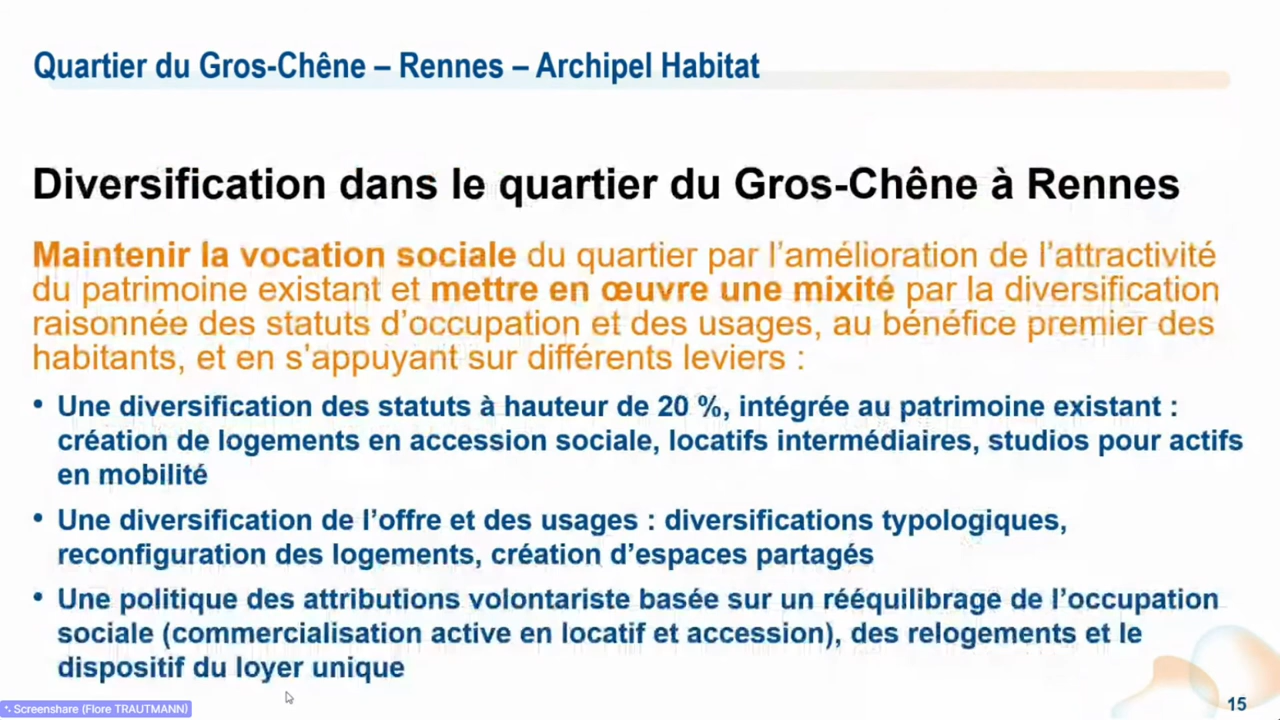 Quartier du Gros-Chêne – Rennes – Archipel Habitat
Diversification dans le quartier du Gros-Chêne à Rennes
Maintenir la vocation sociale du quartier par l’amélioration de l’attractivité
du patrimoine existant et mettre en œuvre une mixité par la diversification
raisonnée des statuts d’occupation et des usages, au bénéfice premier des
habitants, et en s’appuyant sur différents leviers :
• Une diversification des statuts à hauteur de 20 %, intégrée au patrimoine existant :
création de logements en accession sociale, locatifs intermédiaires, studios pour actifs
en mobilité
• Une diversification de l’offre et des usages : diversifications typologiques,
reconfiguration des logements, création d’espaces partagés
• Une politique des attributions volontariste basée sur un rééquilibrage de l’occupation
sociale (commercialisation active en locatif et accession), des relogements et le
dispositif du loyer unique
Screenshare (Flore TRAUTMANN)
15